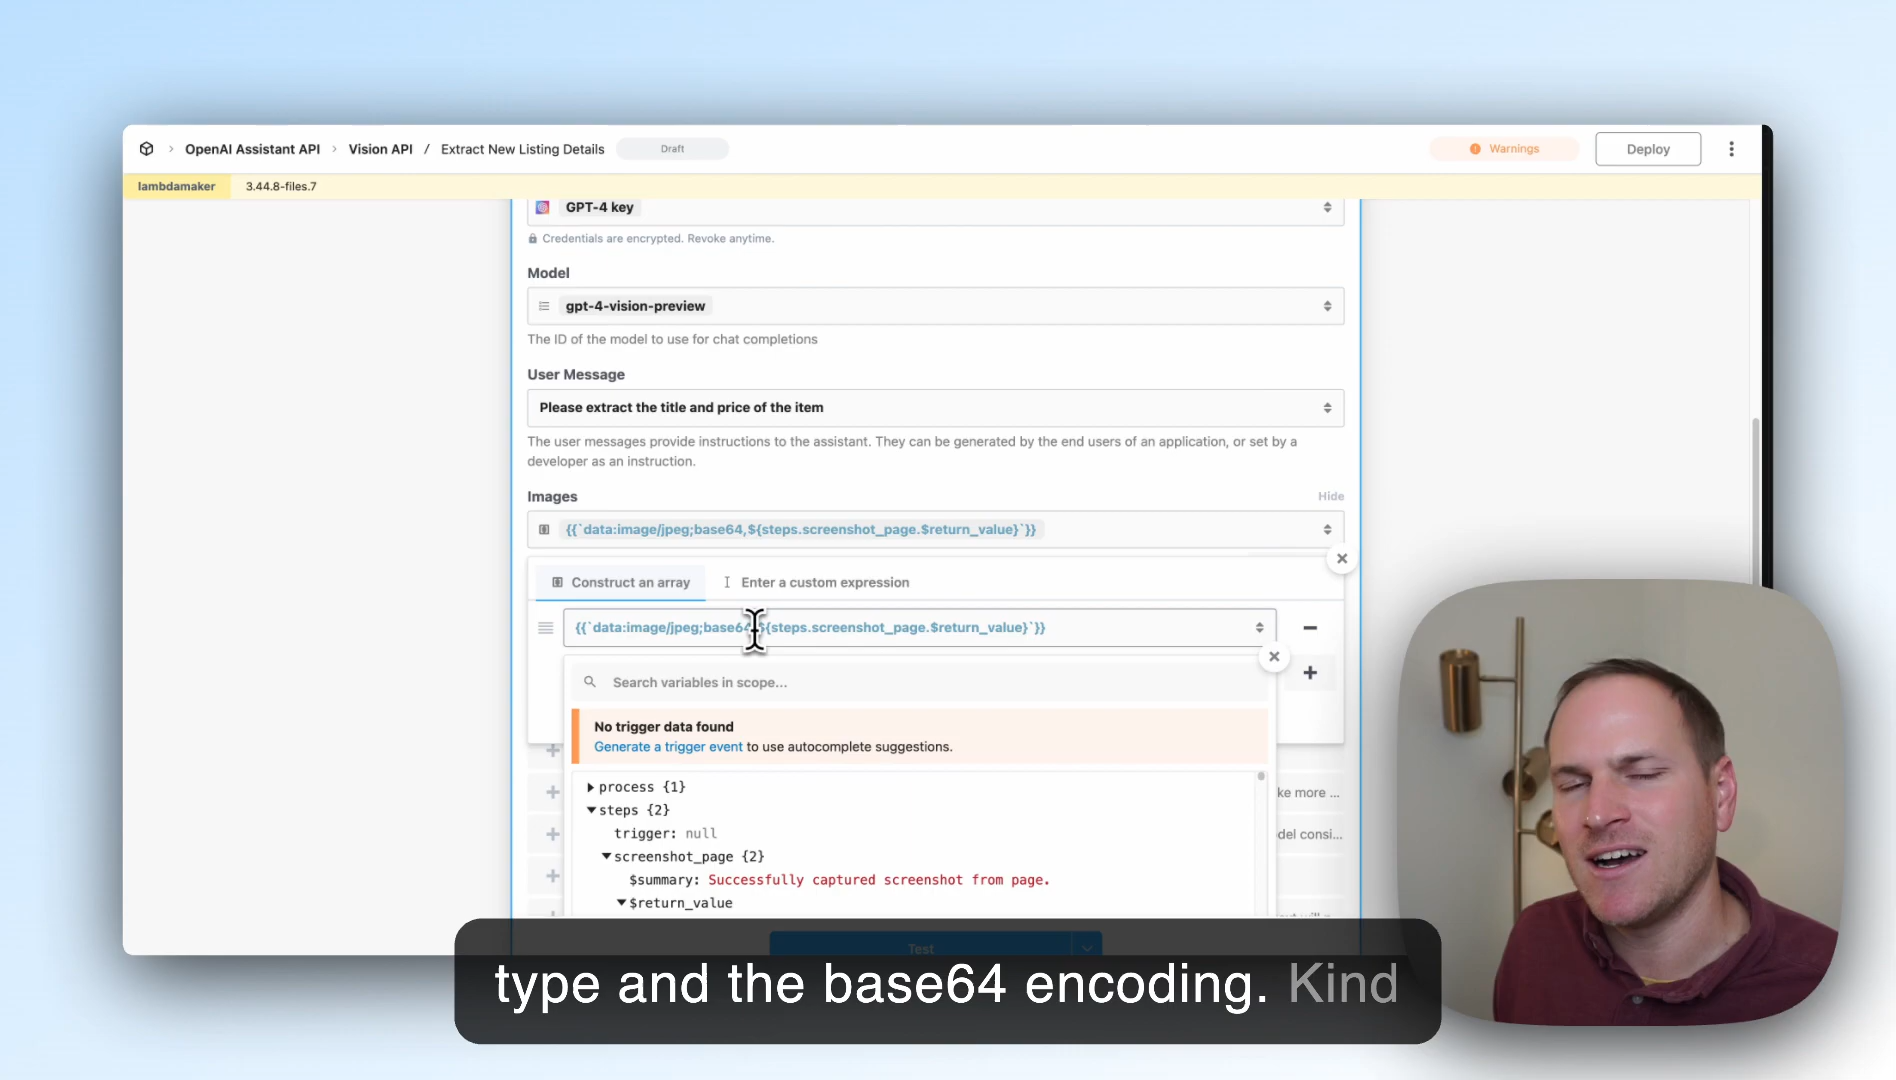 OpenAI Assistant API > Vision API / Extract New Listing Details Draft Warnings Deploy
lambdamaker 3.44.8-files.7
GPT-4 key
Credentials are encrypted. Revoke anytime.
Model
gpt-4-vision-preview
The ID of the model to use for chat completions
User Message
Please extract the title and price of the item
The user messages provide instructions to the assistant. They can be generated by the end users of an application, or set by a
developer as an instruction.
Images Hide
{{`data:image/jpeg;base64,${steps.screenshot_page.$return_value}`}}
Construct an array Enter a custom expression
{{`data:image/jpeg;base64,${steps.screenshot_page.$return_value}`}}
Search variables in scope...
No trigger data found
Generate a trigger event to use autocomplete suggestions.
process {1}
ke more ...
steps {2}
trigger: null
del consi...
screenshot_page {2}
$summary: Successfully captured screenshot from page.
$return_value
Test
type and the base64 encoding. Kind